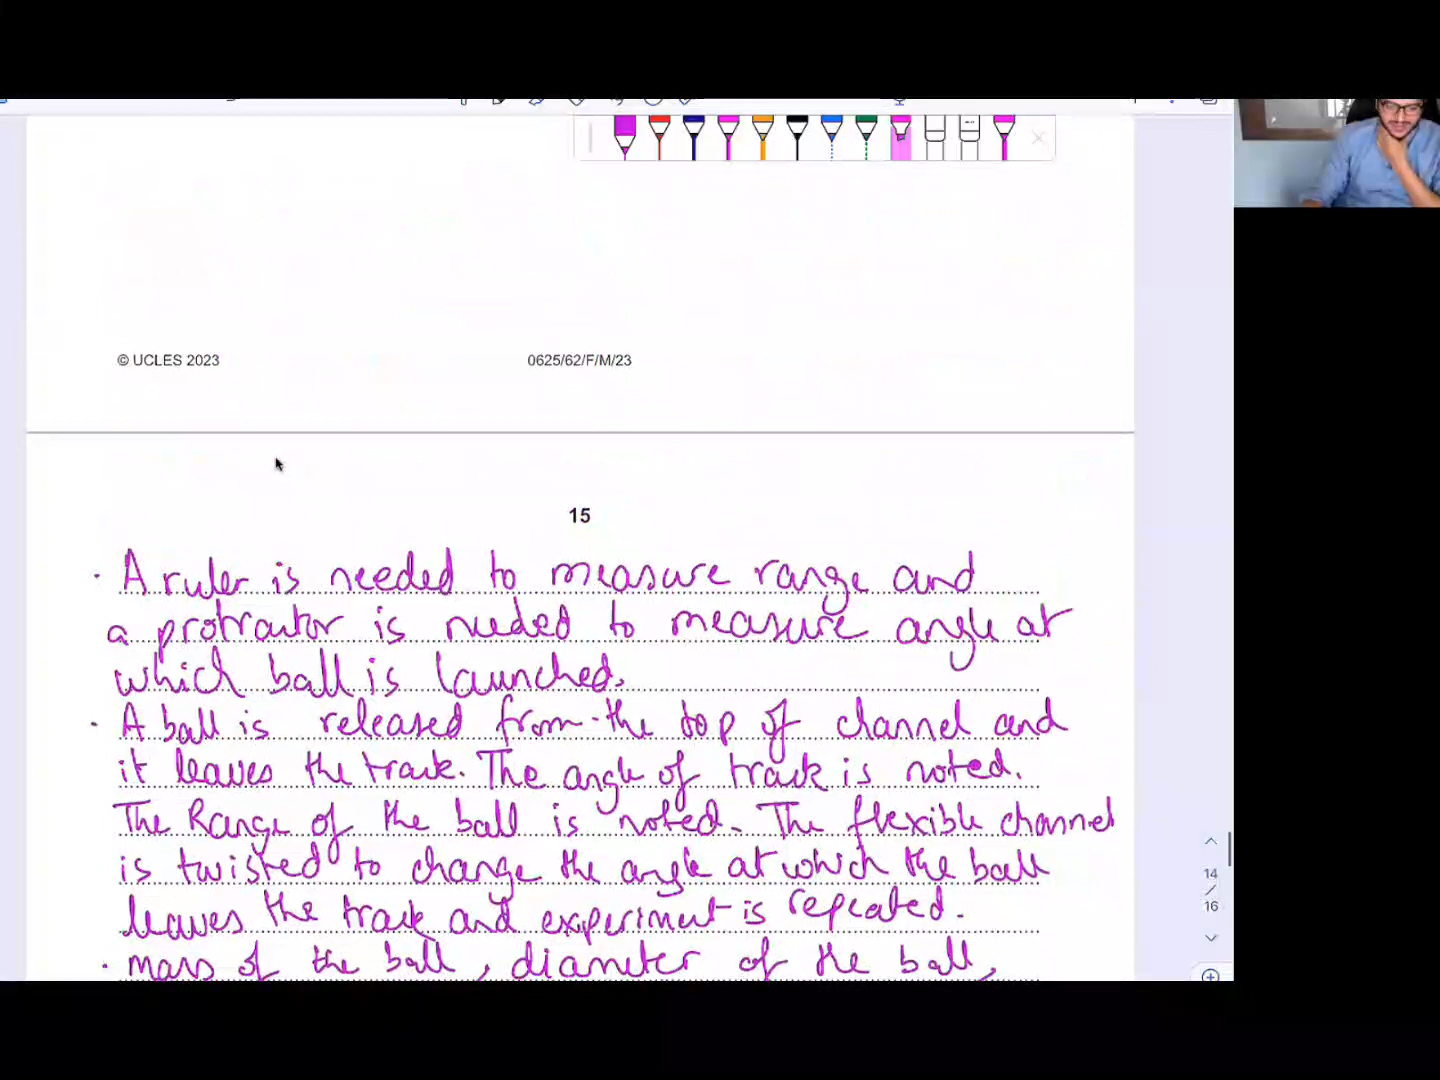 © UCLES 2023
0625/62/F/M/23
15
· A ruler is needed to measure range and
a protractor is needed to measure angle at
which ball is launched.
· A ball is released from the top of channel and
it leaves the track. The angle of track is noted.
The Range of the ball is noted. The flexible channel
is twisted to change the angle at which the ball
leaves the track and experiment is repeated.
· mass of the ball, diameter of the ball,
14
/
16